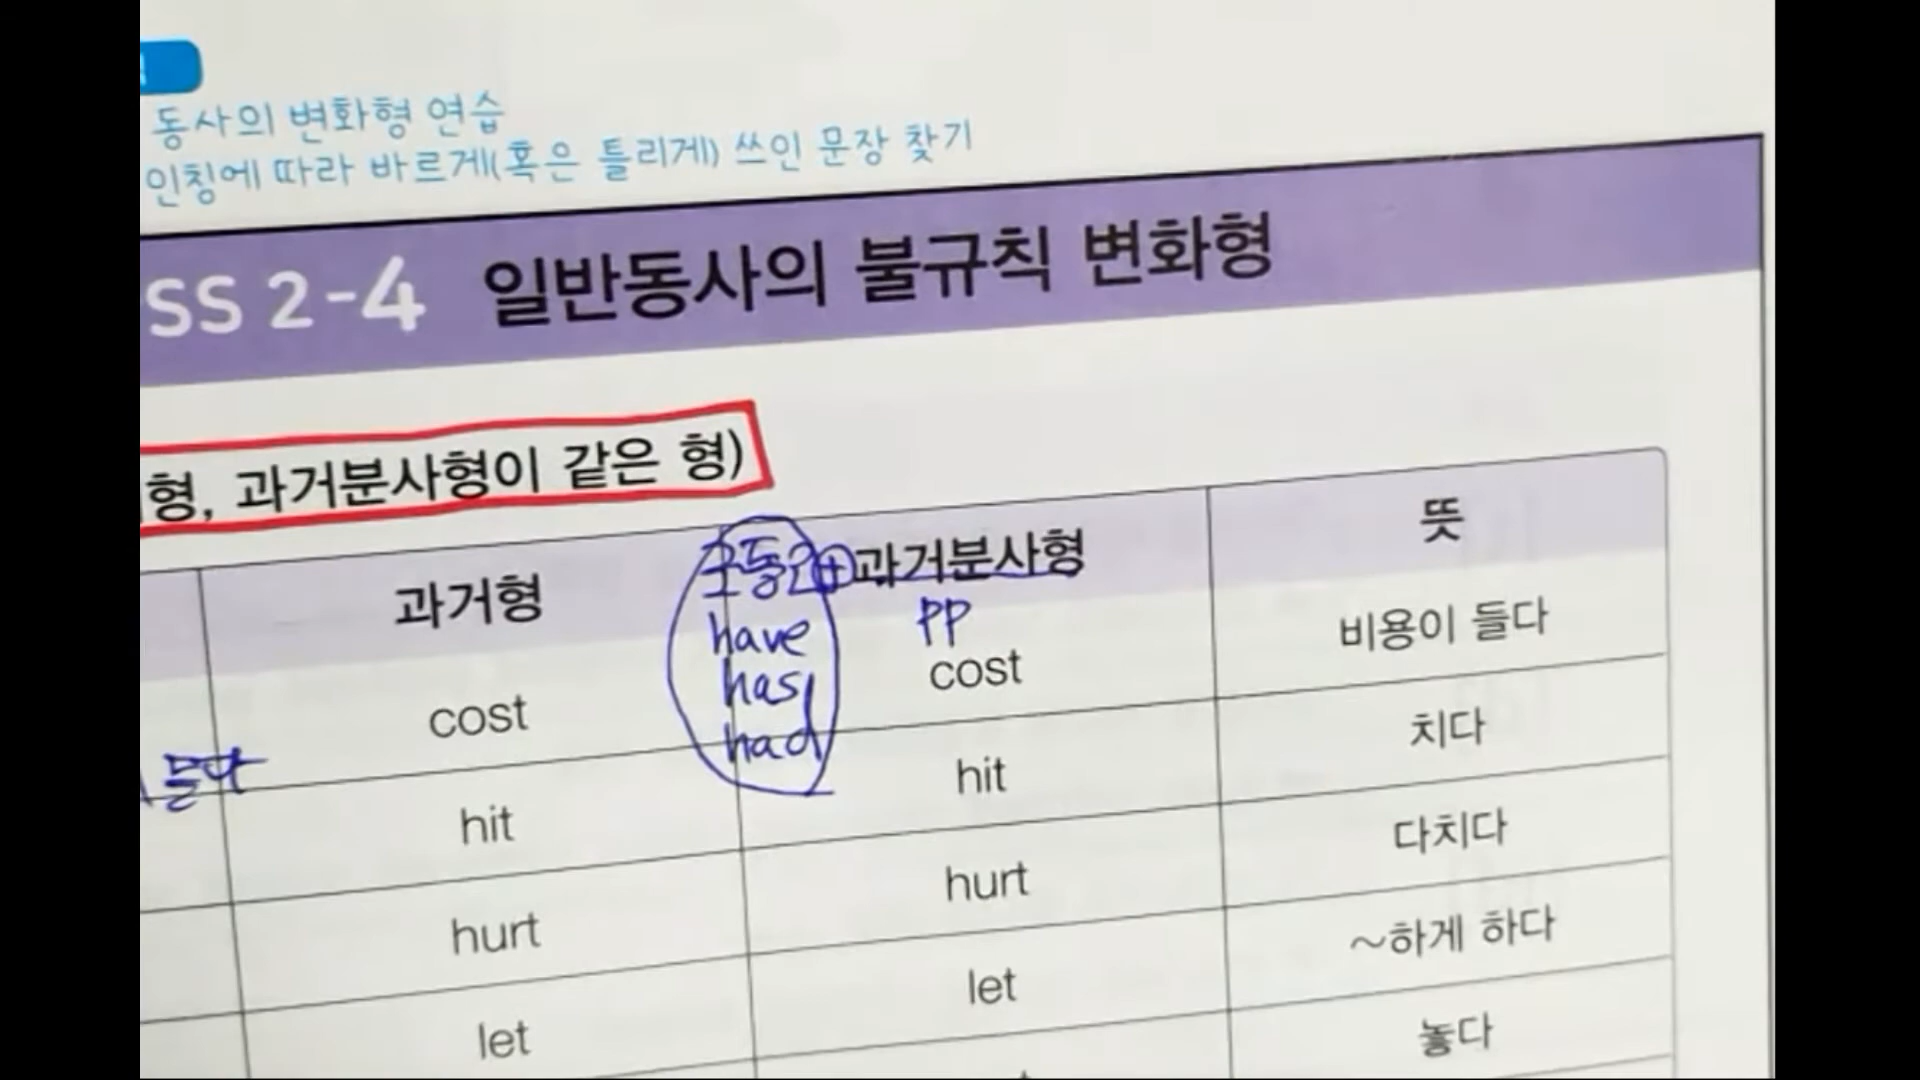 동사의 변화형 연습
인칭에 따라 바르게(혹은 틀리게) 쓰인 문장 찾기
SS 2-4 일반동사의 불규칙 변화형
형, 과거분사형이 같은 형)
과거형 + 과거분사형 뜻
have pp
has
had
cost cost 비용이 들다
들다
hit hit 치다
hurt hurt 다치다
let let ~하게 하다
놓다